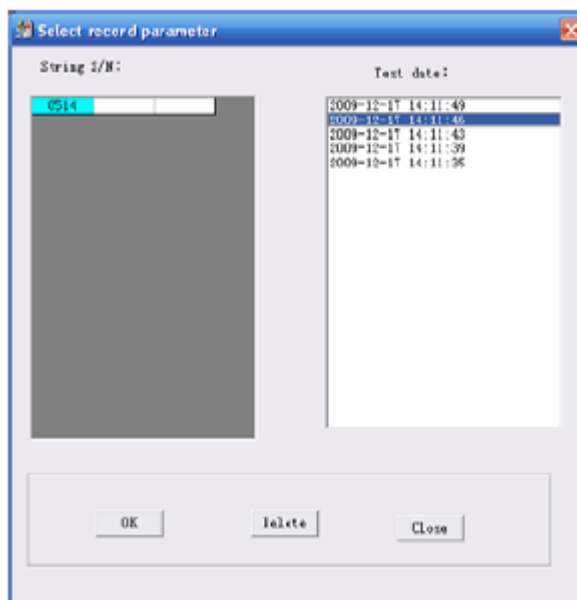 Select record parameter
String S/N:
Test date:
0514
2009-12-17 14:11:49
2009-12-17 14:11:46
2009-12-17 14:11:43
2009-12-17 14:11:39
2009-12-17 14:11:35
OK
Delete
Close